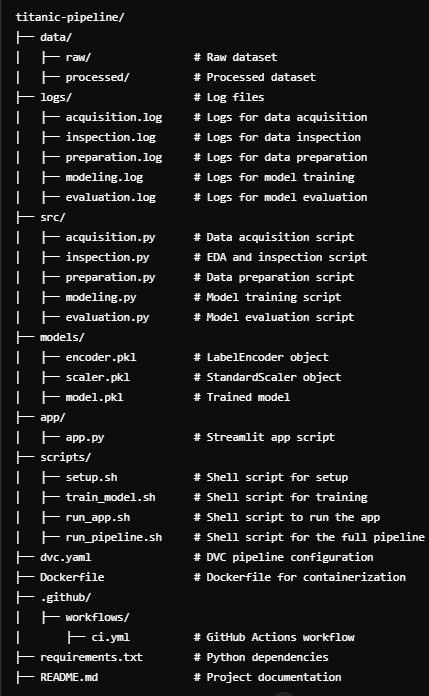 titanic-pipeline/
├── data/
│   ├── raw/                # Raw dataset
│   ├── processed/          # Processed dataset
├── logs/                   # Log files
│   ├── acquisition.log     # Logs for data acquisition
│   ├── inspection.log      # Logs for data inspection
│   ├── preparation.log     # Logs for data preparation
│   ├── modeling.log        # Logs for model training
│   ├── evaluation.log      # Logs for model evaluation
├── src/
│   ├── acquisition.py      # Data acquisition script
│   ├── inspection.py       # EDA and inspection script
│   ├── preparation.py      # Data preparation script
│   ├── modeling.py         # Model training script
│   ├── evaluation.py       # Model evaluation script
├── models/
│   ├── encoder.pkl         # LabelEncoder object
│   ├── scaler.pkl          # StandardScaler object
│   ├── model.pkl           # Trained model
├── app/
│   ├── app.py              # Streamlit app script
├── scripts/
│   ├── setup.sh            # Shell script for setup
│   ├── train_model.sh      # Shell script for training
│   ├── run_app.sh          # Shell script to run the app
│   ├── run_pipeline.sh     # Shell script for the full pipeline
├── dvc.yaml                # DVC pipeline configuration
├── Dockerfile              # Dockerfile for containerization
├── .github/
│   ├── workflows/
│       ├── ci.yml          # GitHub Actions workflow
├── requirements.txt        # Python dependencies
├── README.md               # Project documentation